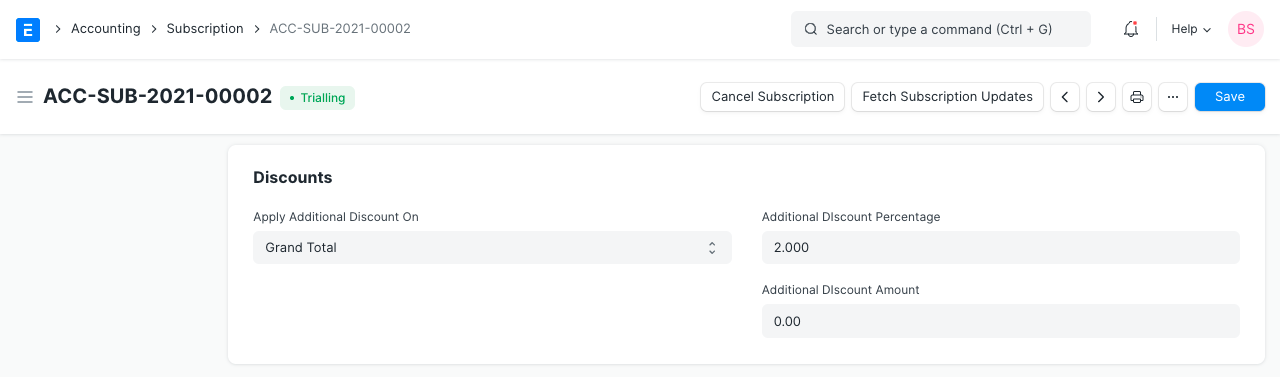 E
Accounting
Subscription
ACC-SUB-2021-00002
Search or type a command (Ctrl + G)
Help
BS
ACC-SUB-2021-00002
Trialling
Cancel Subscription
Fetch Subscription Updates
Save
Discounts
Apply Additional Discount On
Grand Total
Additional DIscount Percentage
2.000
Additional DIscount Amount
0.00